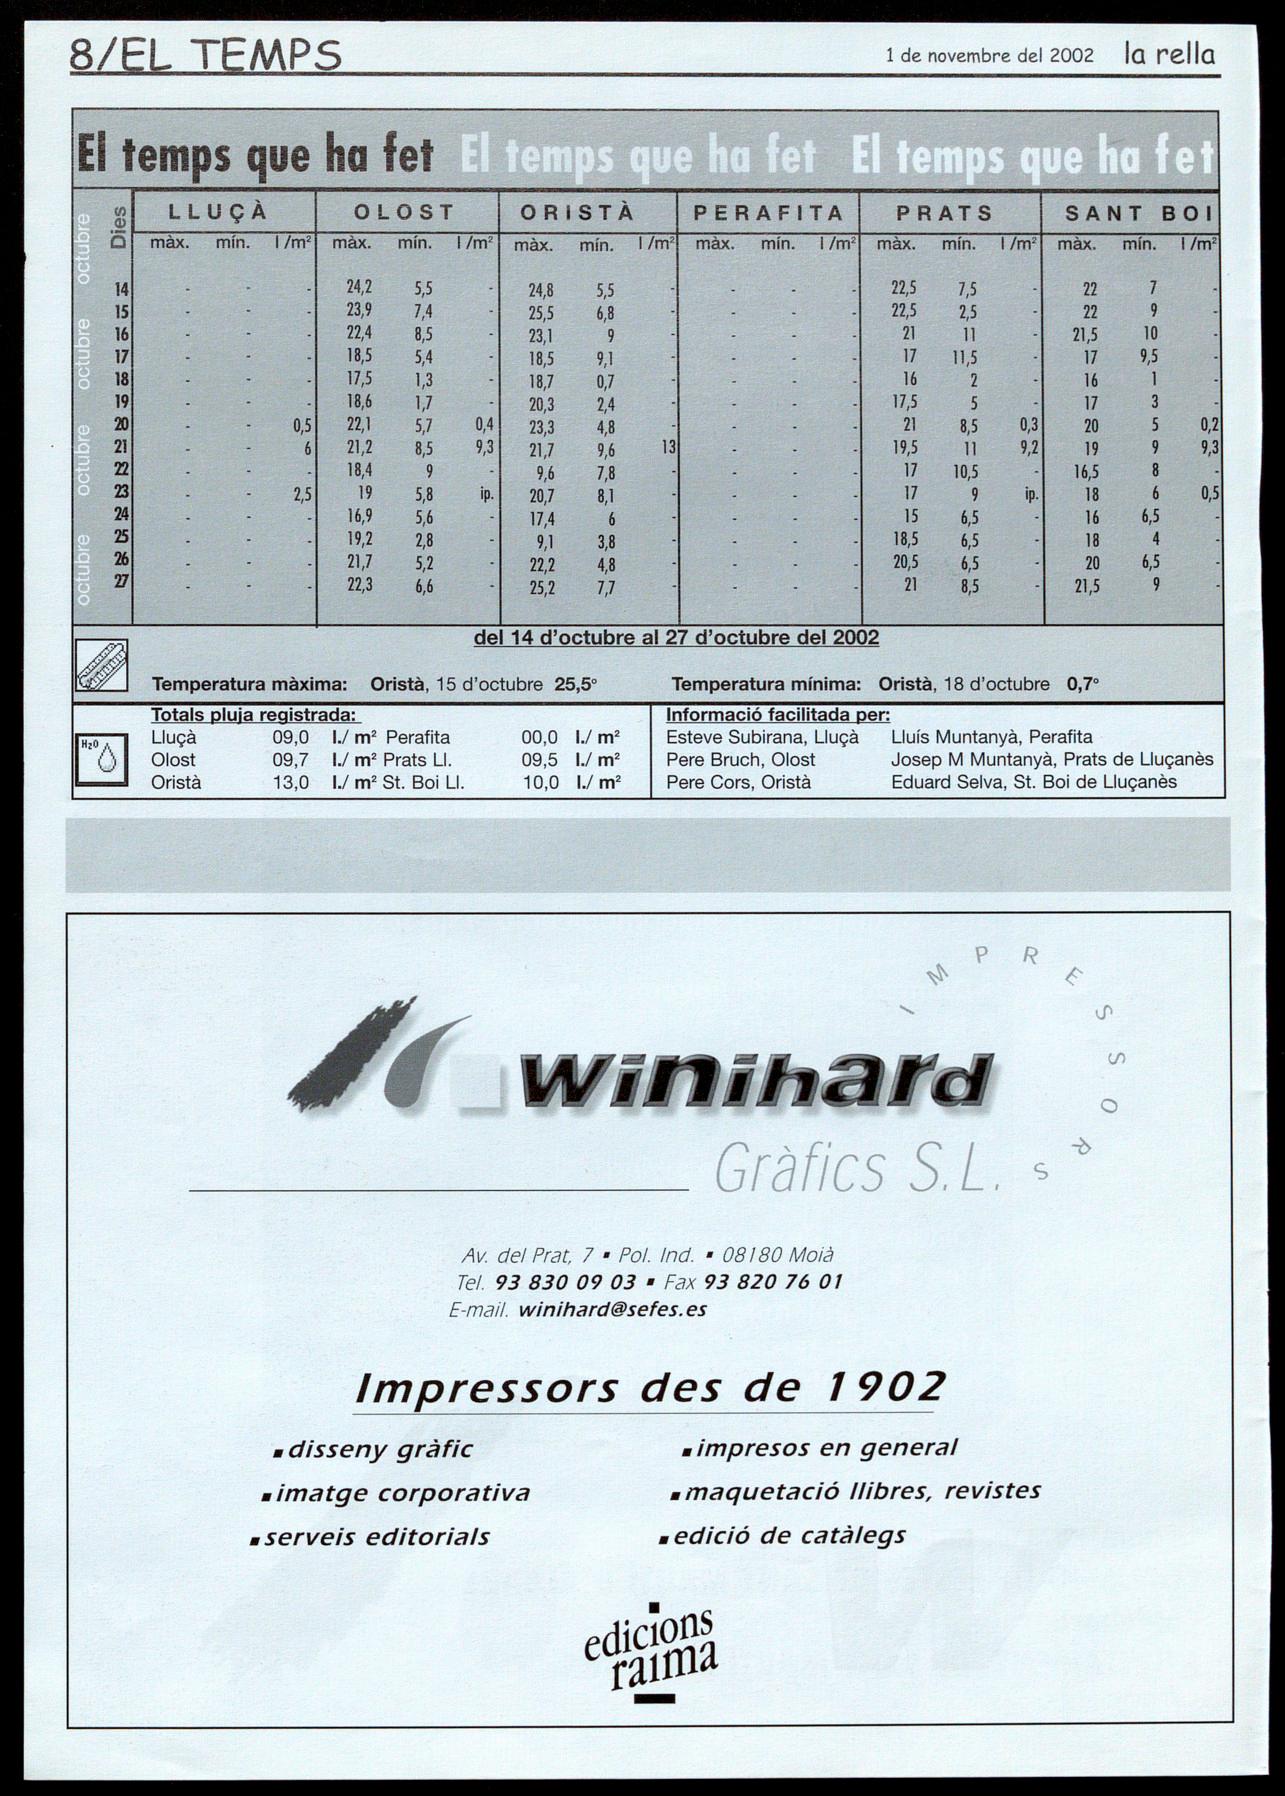 8/EL TEMPS
1 de novembre del 2002 la rella
El temps que ha fet El temps que ha fet El temps que ha fet
octubre octubre octubre octubre
Dies LLUÇÀ OLOST ORISTÀ PERAFITA PRATS SANT BOI
màx. mín. l/m² màx. mín. l/m² màx. mín. l/m² màx. mín. l/m² màx. mín. l/m² màx. mín. l/m²
14 - - - 24,2 5,5 - 24,8 5,5 - - - - 22,5 7,5 - 22 7 -
15 - - - 23,9 7,4 - 25,5 6,8 - - - - 22,5 2,5 - 22 9 -
16 - - - 22,4 8,5 - 23,1 9 - - - - 21 11 - 21,5 10 -
17 - - - 18,5 5,4 - 18,5 9,1 - - - - 17 11,5 - 17 9,5 -
18 - - - 17,5 1,3 - 18,7 0,7 - - - - 16 2 - 16 1 -
19 - - - 18,6 1,7 - 20,3 2,4 - - - - 17,5 5 - 17 3 -
20 - - 0,5 22,1 5,7 0,4 23,3 4,8 - - - - 21 8,5 0,3 20 5 0,2
21 - - 6 21,2 8,5 9,3 21,7 9,6 13 - - - 19,5 11 9,2 19 9 9,3
22 - - - 18,4 9 - 9,6 7,8 - - - - 17 10,5 - 16,5 8 -
23 - - 2,5 19 5,8 ip. 20,7 8,1 - - - - 17 9 ip. 18 6 0,5
24 - - - 16,9 5,6 - 17,4 6 - - - - 15 6,5 - 16 6,5 -
25 - - - 19,2 2,8 - 9,1 3,8 - - - - 18,5 6,5 - 18 4 -
26 - - - 21,7 5,2 - 22,2 4,8 - - - - 20,5 6,5 - 20 6,5 -
27 - - - 22,3 6,6 - 25,2 7,7 - - - - 21 8,5 - 21,5 9 -
del 14 d'octubre al 27 d'octubre del 2002
Temperatura màxima: Oristà, 15 d'octubre 25,5° Temperatura mínima: Oristà, 18 d'octubre 0,7°
H₂O
Totals pluja registrada:
Lluçà 09,0 l./ m² Perafita 00,0 l./ m²
Olost 09,7 l./ m² Prats Ll. 09,5 l./ m²
Oristà 13,0 l./ m² St. Boi Ll. 10,0 l./ m²
Informació facilitada per:
Esteve Subirana, Lluçà Lluís Muntanyà, Perafita
Pere Bruch, Olost Josep M Muntanyà, Prats de Lluçanès
Pere Cors, Oristà Eduard Selva, St. Boi de Lluçanès
IMPRESSORS
winihard
Gràfics S.L.
Av. del Prat, 7 ▪ Pol. Ind. ▪ 08180 Moià
Tel. 93 830 09 03 ▪ Fax 93 820 76 01
E-mail. winihard@sefes.es
Impressors des de 1902
▪ disseny gràfic
▪ imatge corporativa
▪ serveis editorials
▪ impresos en general
▪ maquetació llibres, revistes
▪ edició de catàlegs
edicions
raima